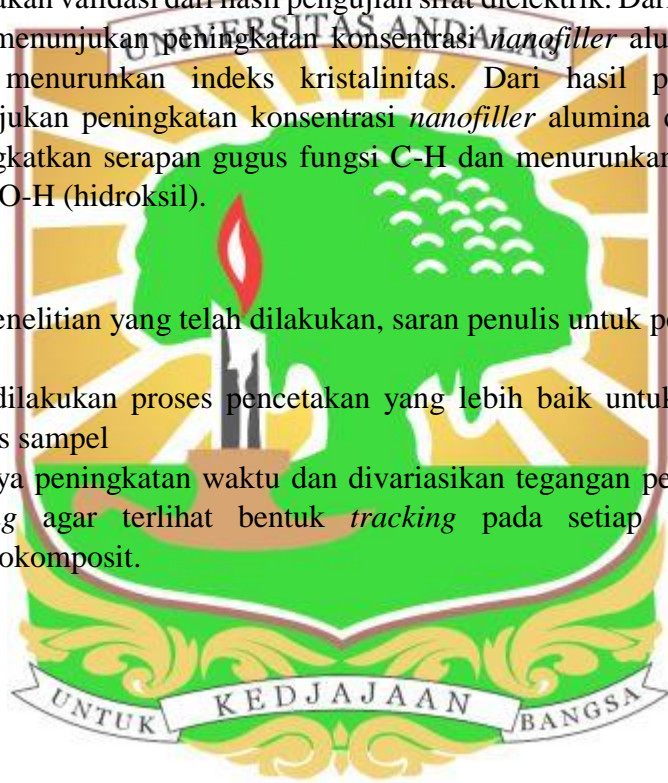 ukan validasi dari hasil pengujian sifat dielektrik. Dari
UNIVERSITAS ANDALAS
menunjukan peningkatan konsentrasi nanofiller alu
menurunkan indeks kristalinitas. Dari hasil p
jukan peningkatan konsentrasi nanofiller alumina
gkatkan serapan gugus fungsi C-H dan menurunkan
O-H (hidroksil).
enelitian yang telah dilakukan, saran penulis untuk pe
dilakukan proses pencetakan yang lebih baik untuk
s sampel
ya peningkatan waktu dan divariasikan tegangan pe
g agar terlihat bentuk tracking pada setiap
okomposit.
UNTUK KEDJAJAAN BANGSA